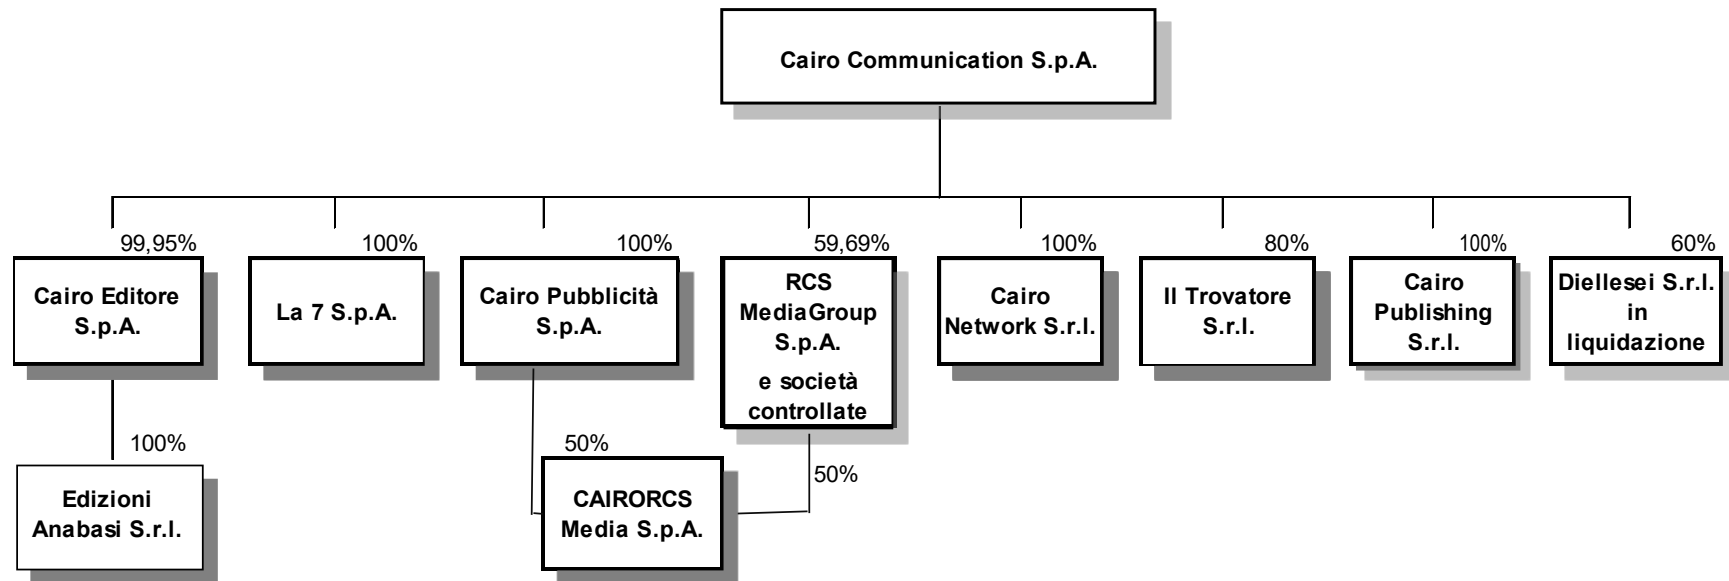 Cairo Communication S.p.A.
99,95%
100%
100%
59,69%
100%
80%
100%
60%
Cairo Editore
S.p.A.
La 7 S.p.A.
Cairo Pubblicità
S.p.A.
RCS
MediaGroup
S.p.A.
e società
controllate
Cairo
Network S.r.l.
Il Trovatore
S.r.l.
Cairo
Publishing
S.r.l.
Diellesei S.r.l.
in
liquidazione
100%
50%
50%
Edizioni
Anabasi S.r.l.
CAIRORCS
Media S.p.A.